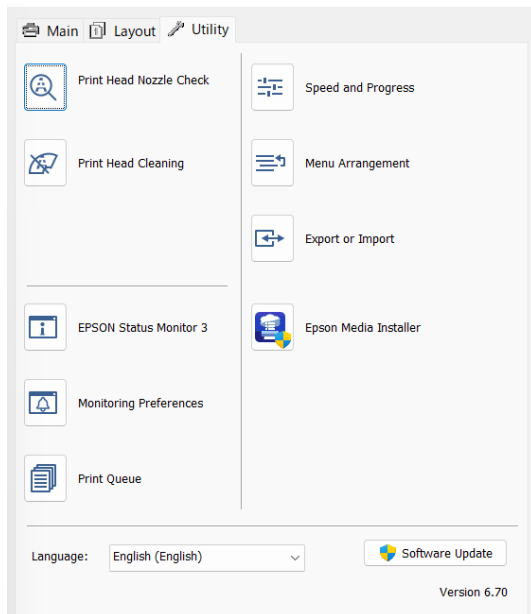 Main
Layout
Utility
Print Head Nozzle Check
Speed and Progress
Print Head Cleaning
Menu Arrangement
Export or Import
EPSON Status Monitor 3
Epson Media Installer
Monitoring Preferences
Print Queue
Language: English (English)
Software Update
Version 6.70